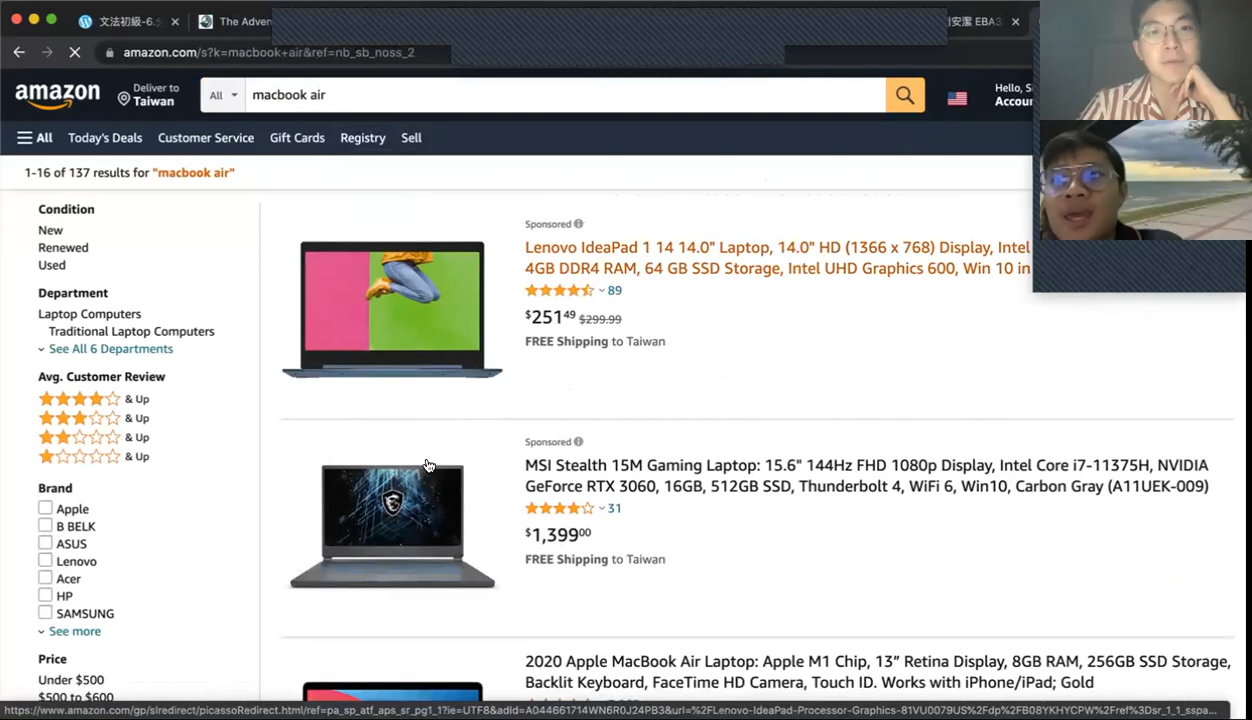 文法初級-6.
The Adven
安潔 EBA3
amazon.com/s?k=macbook+air&ref=nb_sb_noss_2
amazon
Deliver to
Taiwan
All
macbook air
Hello, S
Accour
All
Today's Deals
Customer Service
Gift Cards
Registry
Sell
1-16 of 137 results for "macbook air"
Condition
New
Renewed
Used
Department
Laptop Computers
Traditional Laptop Computers
See All 6 Departments
Avg. Customer Review
& Up
& Up
& Up
& Up
Brand
Apple
B BELK
ASUS
Lenovo
Acer
HP
SAMSUNG
See more
Price
Under $500
$500 to $600
Sponsored
Lenovo IdeaPad 1 14 14.0" Laptop, 14.0" HD (1366 x 768) Display, Intel
4GB DDR4 RAM, 64 GB SSD Storage, Intel UHD Graphics 600, Win 10 in
89
$251.49 $299.99
FREE Shipping to Taiwan
Sponsored
MSI Stealth 15M Gaming Laptop: 15.6" 144Hz FHD 1080p Display, Intel Core i7-11375H, NVIDIA
GeForce RTX 3060, 16GB, 512GB SSD, Thunderbolt 4, WiFi 6, Win10, Carbon Gray (A11UEK-009)
31
$1,399.00
FREE Shipping to Taiwan
2020 Apple MacBook Air Laptop: Apple M1 Chip, 13” Retina Display, 8GB RAM, 256GB SSD Storage,
Backlit Keyboard, FaceTime HD Camera, Touch ID. Works with iPhone/iPad; Gold
https://www.amazon.com/gp/slredirect/picassoRedirect.html/ref=pa_sp_atf_aps_sr_pg1_1?ie=UTF8&adId=A044661714WN6R0J24PB3&url=%2FLenovo-IdeaPad-Processor-Graphics-81VU0079US%2Fdp%2FB08YKHYCPW%2Fref%3Dsr_1_1_sspa...